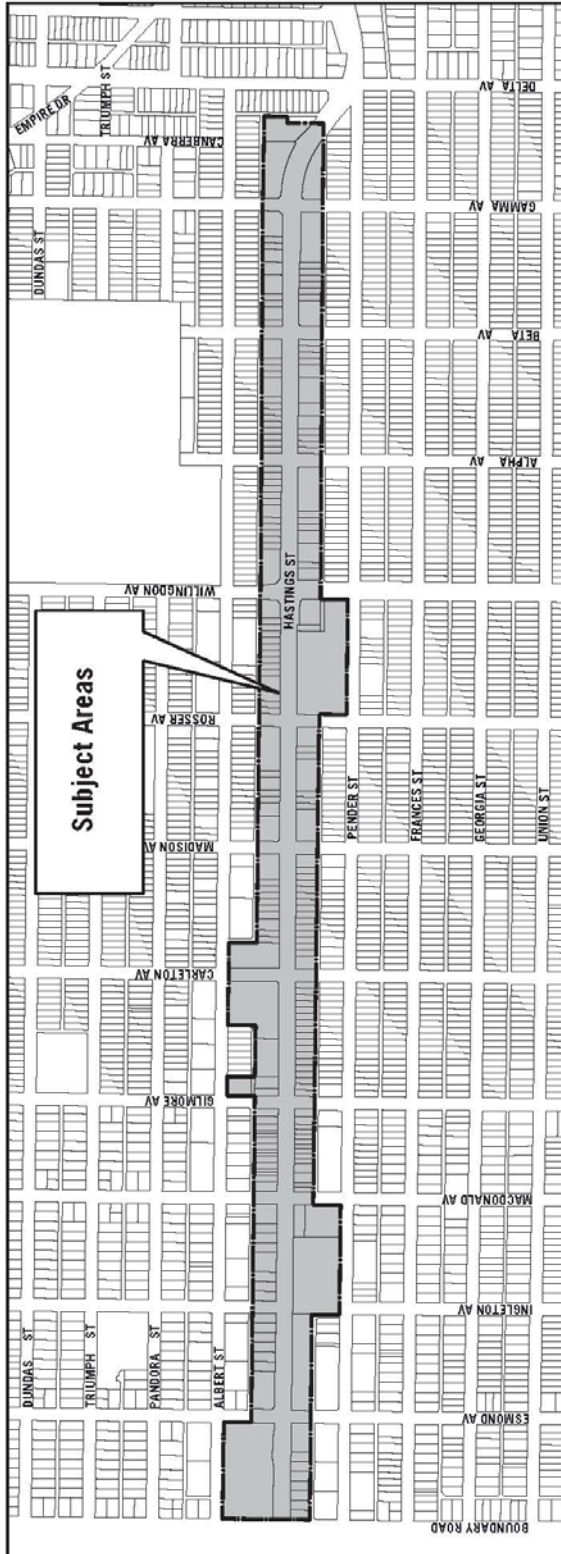 EMPIRE DR
TRIUMPH ST
DELTA AV
CANBERRA AV
GAMMA AV
DUNDAS ST
BETA AV
ALPHA AV
WILLINGDON AV
HASTINGS ST
Subject Areas
ROSSER AV
PENDER ST
FRANCES ST
GEORGIA ST
UNION ST
MADISON AV
CARLETON AV
GILMORE AV
MACDONALD AV
INGLETON AV
DUNDAS ST
TRIUMPH ST
PANDORA ST
ALBERT ST
ESMOND AV
BOUNDARY ROAD